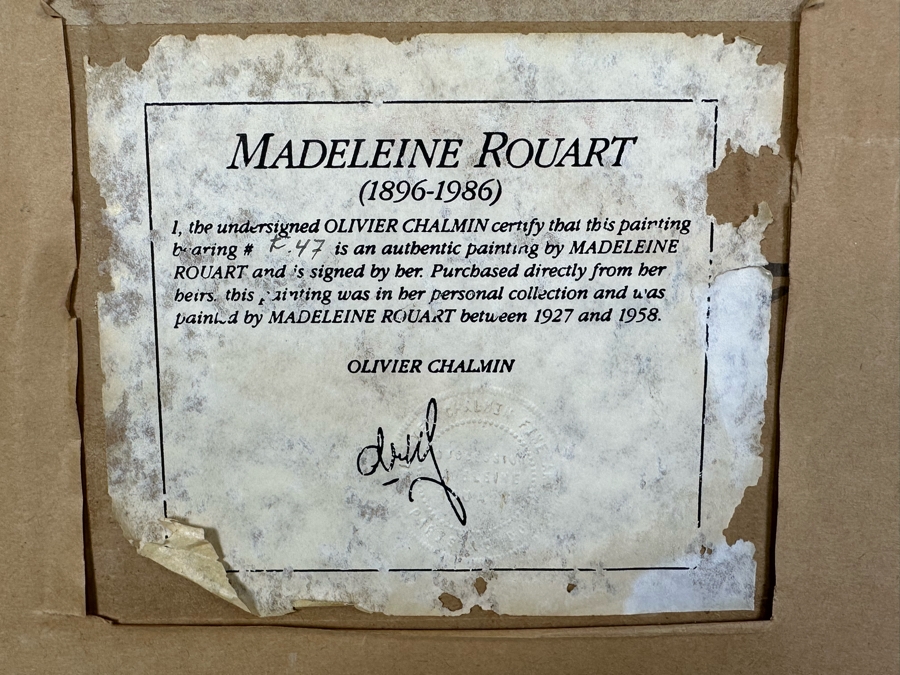 MADELEINE ROUART
(1896-1986)
I, the undersigned OLIVIER CHALMIN certify that this painting
bearing # R.47 is an authentic painting by MADELEINE
ROUART and is signed by her. Purchased directly from her
heirs, this painting was in her personal collection and was
painted by MADELEINE ROUART between 1927 and 1958.
OLIVIER CHALMIN